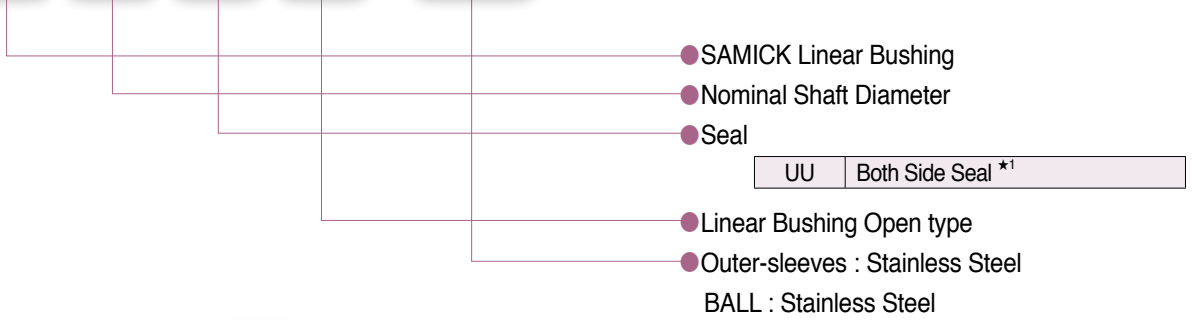 SAMICK Linear Bushing
Nominal Shaft Diameter
Seal
UU Both Side Seal ★1
Linear Bushing Open type
Outer-sleeves : Stainless Steel
BALL : Stainless Steel